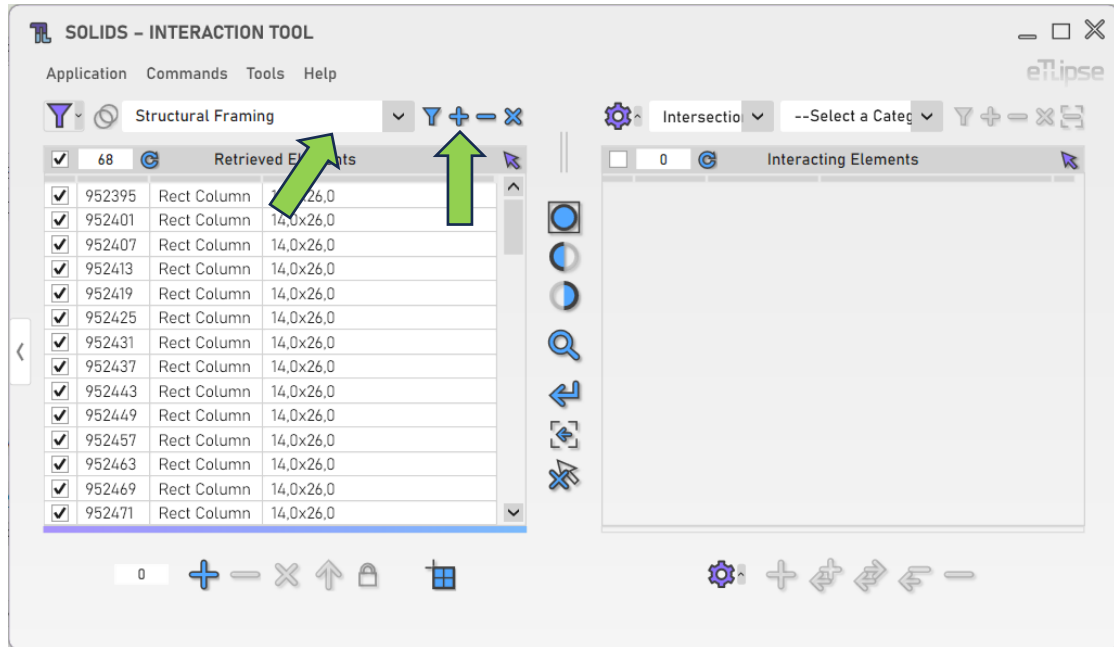 SOLIDS – INTERACTION TOOL
Application Commands Tools Help
eTLipse
Structural Framing
Intersectio
--Select a Categ
68 Retrieved El nts
0 Interacting Elements
952395 Rect Column 26,0
952401 Rect Column 14,0x26,0
952407 Rect Column 14,0x26,0
952413 Rect Column 14,0x26,0
952419 Rect Column 14,0x26,0
952425 Rect Column 14,0x26,0
952431 Rect Column 14,0x26,0
952437 Rect Column 14,0x26,0
952443 Rect Column 14,0x26,0
952449 Rect Column 14,0x26,0
952457 Rect Column 14,0x26,0
952463 Rect Column 14,0x26,0
952469 Rect Column 14,0x26,0
952471 Rect Column 14,0x26,0
0